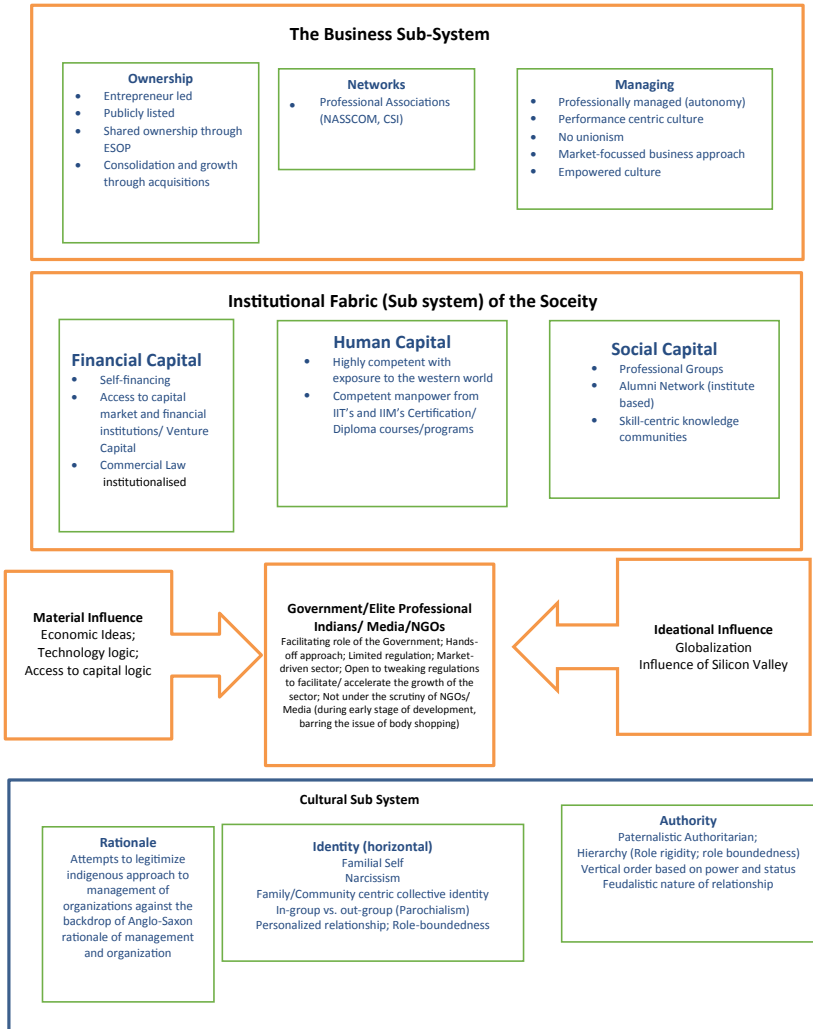 The Business Sub-System
Ownership
• Entrepreneur led
• Publicly listed
• Shared ownership through
ESOP
• Consolidation and growth
through acquisitions
Networks
• Professional Associations
(NASSCOM, CSI)
Managing
• Professionally managed (autonomy)
• Performance centric culture
• No unionism
• Market-focussed business approach
• Empowered culture
Institutional Fabric (Sub system) of the Soceity
Financial Capital
• Self-financing
• Access to capital
market and financial
institutions/ Venture
Capital
• Commercial Law
institutionalised
Human Capital
• Highly competent with
exposure to the western world
• Competent manpower from
IIT's and IIM's Certification/
Diploma courses/programs
Social Capital
• Professional Groups
• Alumni Network (institute
based)
• Skill-centric knowledge
communities
Material Influence
Economic Ideas;
Technology logic;
Access to capital logic
Government/Elite Professional
Indians/ Media/NGOs
Facilitating role of the Government; Hands-
off approach; Limited regulation; Market-
driven sector; Open to tweaking regulations
to facilitate/ accelerate the growth of the
sector; Not under the scrutiny of NGOs/
Media (during early stage of development,
barring the issue of body shopping)
Ideational Influence
Globalization
Influence of Silicon Valley
Cultural Sub System
Rationale
Attempts to legitimize
indigenous approach to
management of
organizations against the
backdrop of Anglo-Saxon
rationale of management
and organization
Identity (horizontal)
Familial Self
Narcissism
Family/Community centric collective identity
In-group vs. out-group (Parochialism)
Personalized relationship; Role-boundedness
Authority
Paternalistic Authoritarian;
Hierarchy (Role rigidity; role boundedness)
Vertical order based on power and status
Feudalistic nature of relationship